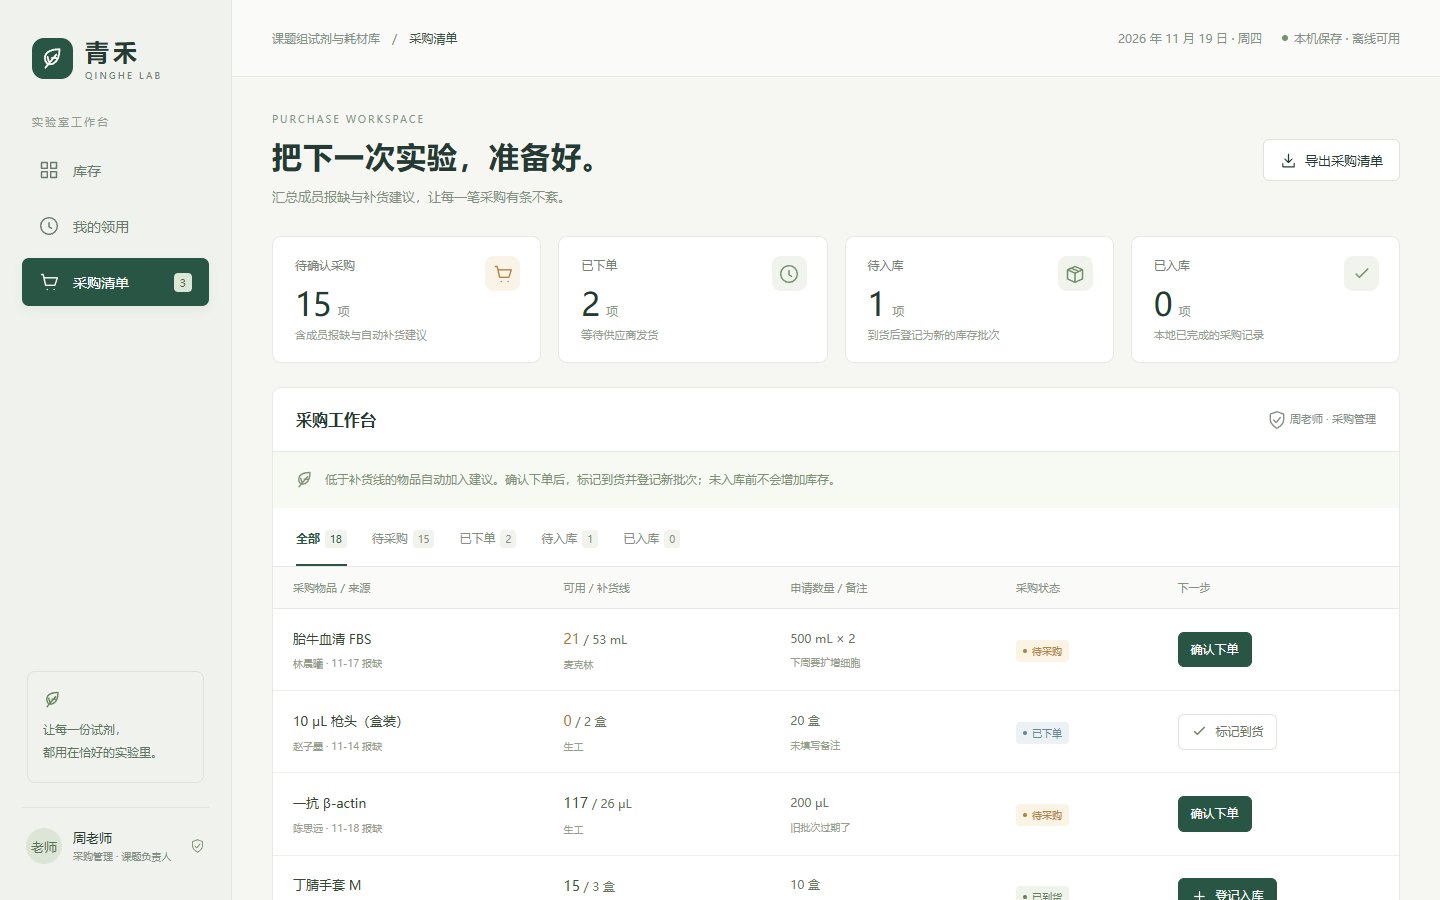 青禾
QINGHE LAB
实验室工作台
库存
我的领用
采购清单 3
让每一份试剂，
都用在恰好的实验里。
老师
周老师
采购管理 · 课题负责人
课题组试剂与耗材库 / 采购清单
2026 年 11 月 19 日 · 周四
本机保存 · 离线可用
PURCHASE WORKSPACE
把下一次实验，准备好。
汇总成员报缺与补货建议，让每一笔采购有条不紊。
导出采购清单
待确认采购
15 项
含成员报缺与自动补货建议
已下单
2 项
等待供应商发货
待入库
1 项
到货后登记为新的库存批次
已入库
0 项
本地已完成的采购记录
采购工作台
周老师 · 采购管理
低于补货线的物品自动加入建议。确认下单后，标记到货并登记新批次；未入库前不会增加库存。
全部 18 待采购 15 已下单 2 待入库 1 已入库 0
采购物品 / 来源 可用 / 补货线 申请数量 / 备注 采购状态 下一步
胎牛血清 FBS 21 / 53 mL 500 mL × 2 待采购 确认下单
林晨曦 · 11-17 报缺 麦克林 下周要扩增细胞
10 μL 枪头（盒装） 0 / 2 盒 20 盒 已下单 标记到货
赵子墨 · 11-14 报缺 生工 未填写备注
一抗 β-actin 117 / 26 μL 200 μL 待采购 确认下单
陈思远 · 11-18 报缺 生工 旧批次过期了
丁腈手套 M 15 / 3 盒 10 盒 已到货 登记入库